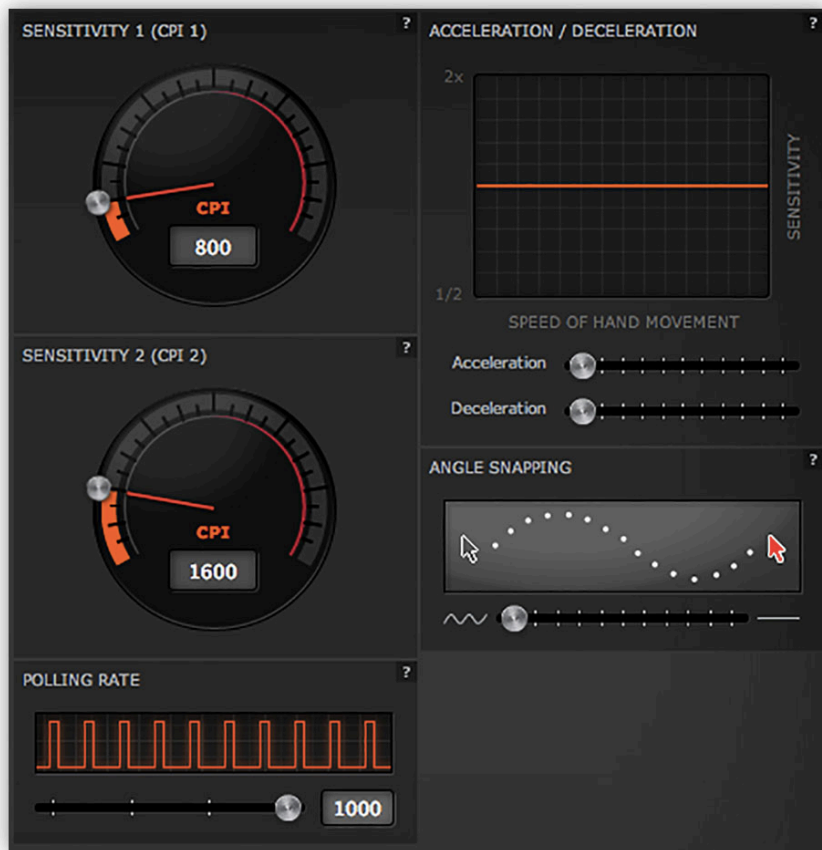 SENSITIVITY 1 (CPI 1)
?
CPI
800
SENSITIVITY 2 (CPI 2)
?
CPI
1600
POLLING RATE
?
1000
ACCELERATION / DECELERATION
?
2x
1/2
SENSITIVITY
SPEED OF HAND MOVEMENT
Acceleration
Deceleration
ANGLE SNAPPING
?